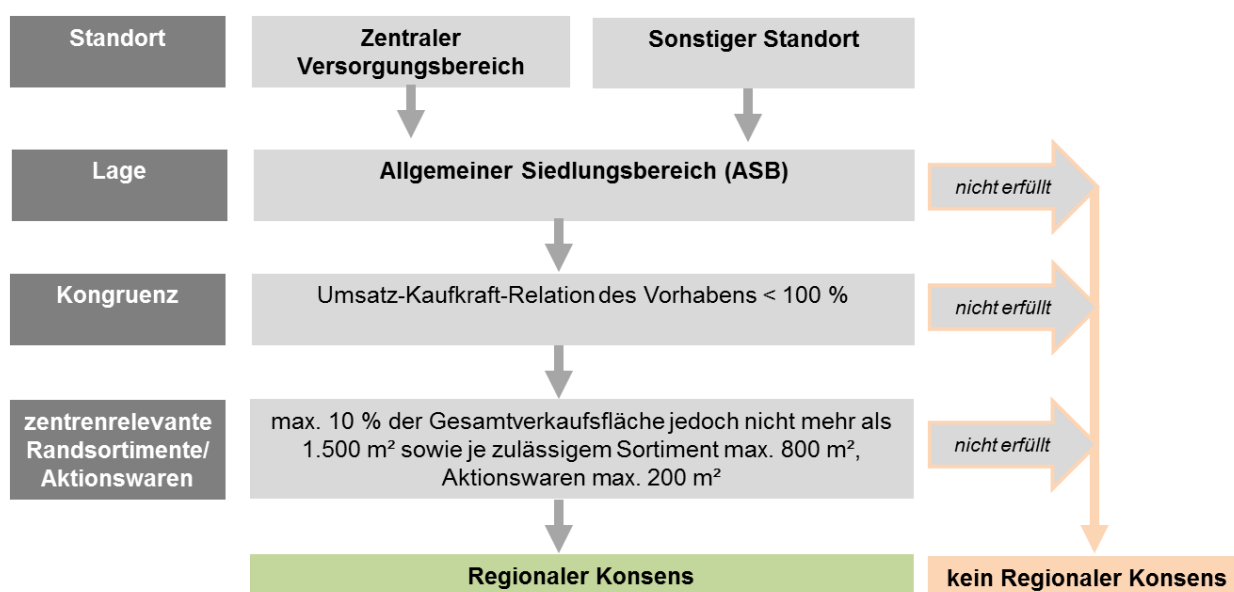 Standort
Zentraler
Versorgungsbereich
Sonstiger Standort
Lage
Allgemeiner Siedlungsbereich (ASB)
nicht erfüllt
Kongruenz
Umsatz-Kaufkraft-Relation des Vorhabens < 100 %
nicht erfüllt
zentrenrelevante
Randsortimente/
Aktionswaren
max. 10 % der Gesamtverkaufsfläche jedoch nicht mehr als
1.500 m² sowie je zulässigem Sortiment max. 800 m²,
Aktionswaren max. 200 m²
nicht erfüllt
Regionaler Konsens
kein Regionaler Konsens